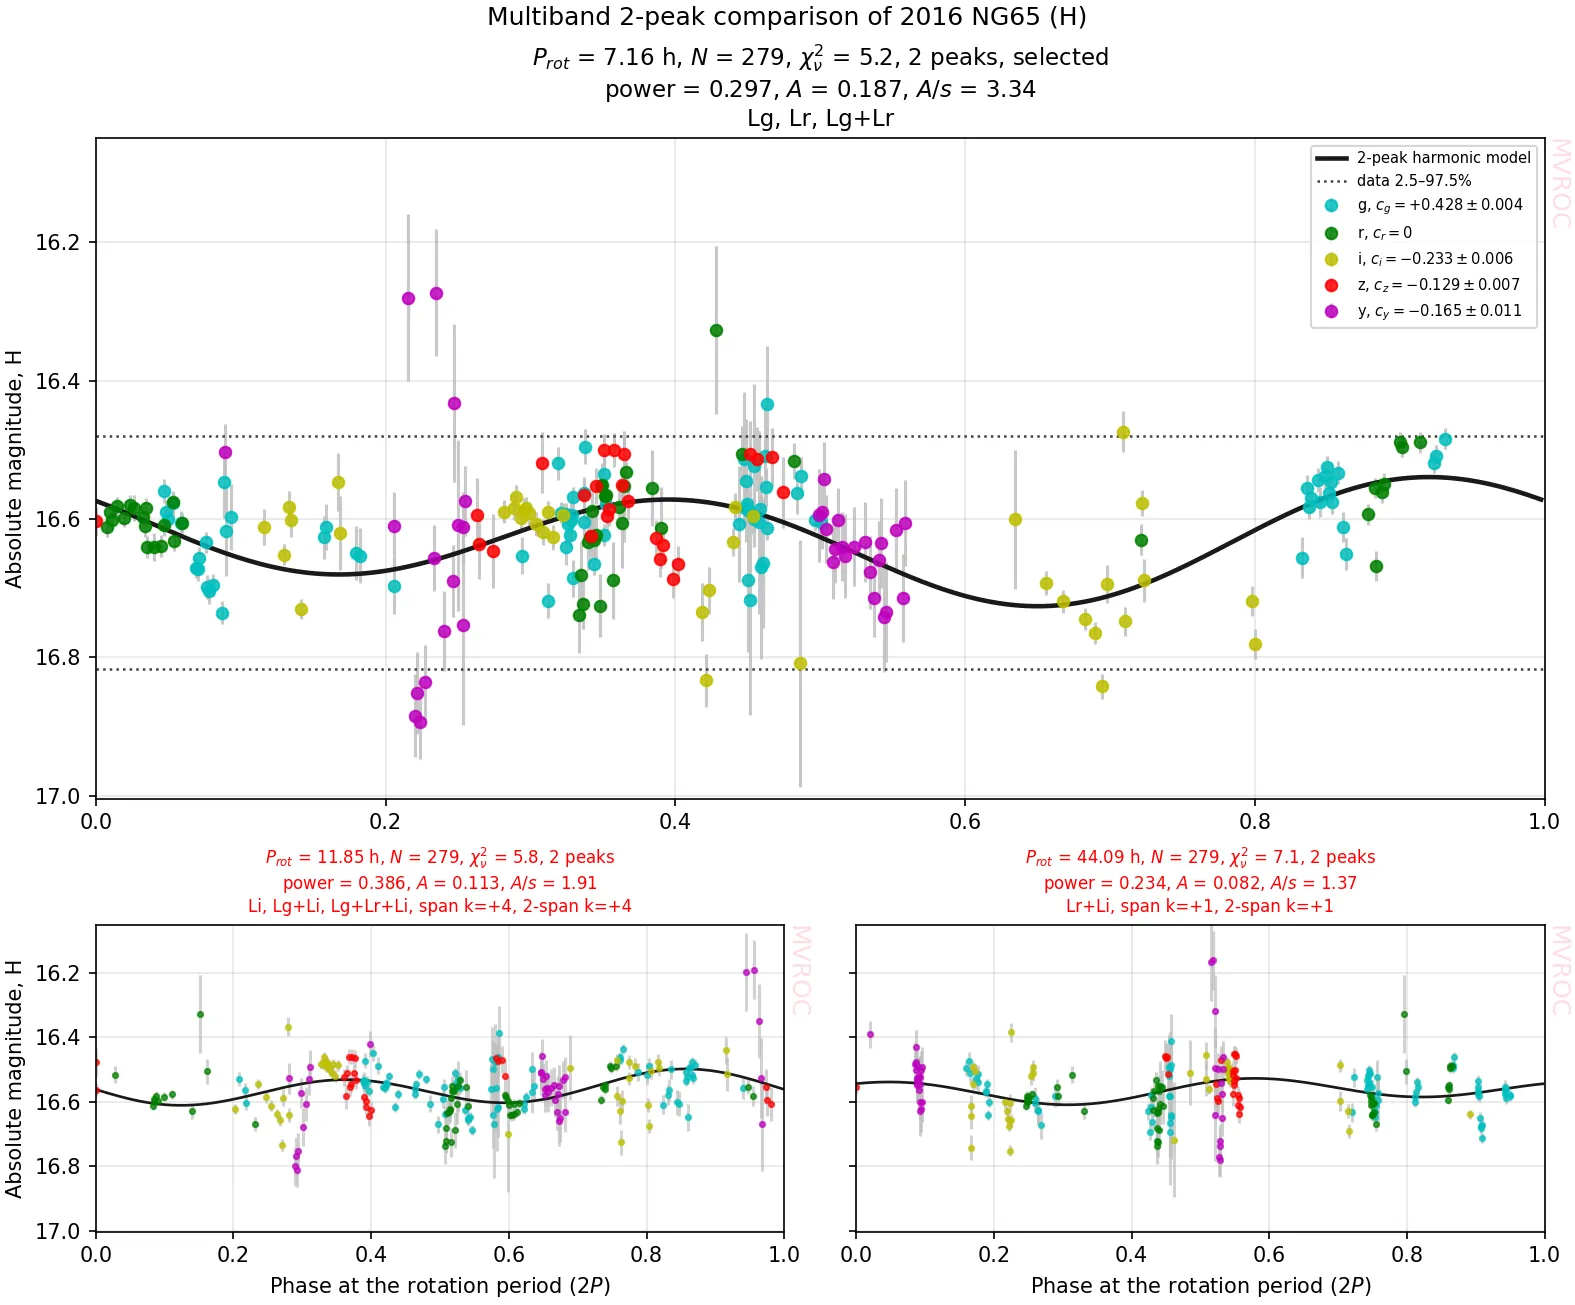 Multiband 2-peak comparison of 2016 NG65 (H)
P_rot = 7.16 h, N = 279, χ²_ν = 5.2, 2 peaks, selected
power = 0.297, A = 0.187, A/s = 3.34
Lg, Lr, Lg+Lr
2-peak harmonic model
data 2.5–97.5%
g, c_g = +0.428 ± 0.004
r, c_r = 0
i, c_i = −0.233 ± 0.006
z, c_z = −0.129 ± 0.007
y, c_y = −0.165 ± 0.011
MVROC
Absolute magnitude, H
16.2
16.4
16.6
16.8
17.0
0.0 0.2 0.4 0.6 0.8 1.0
P_rot = 11.85 h, N = 279, χ²_ν = 5.8, 2 peaks
power = 0.386, A = 0.113, A/s = 1.91
Li, Lg+Li, Lg+Lr+Li, span k=+4, 2-span k=+4
MVROC
Absolute magnitude, H
16.2
16.4
16.6
16.8
17.0
0.0 0.2 0.4 0.6 0.8 1.0
Phase at the rotation period (2P)
P_rot = 44.09 h, N = 279, χ²_ν = 7.1, 2 peaks
power = 0.234, A = 0.082, A/s = 1.37
Lr+Li, span k=+1, 2-span k=+1
MVROC
0.0 0.2 0.4 0.6 0.8 1.0
Phase at the rotation period (2P)